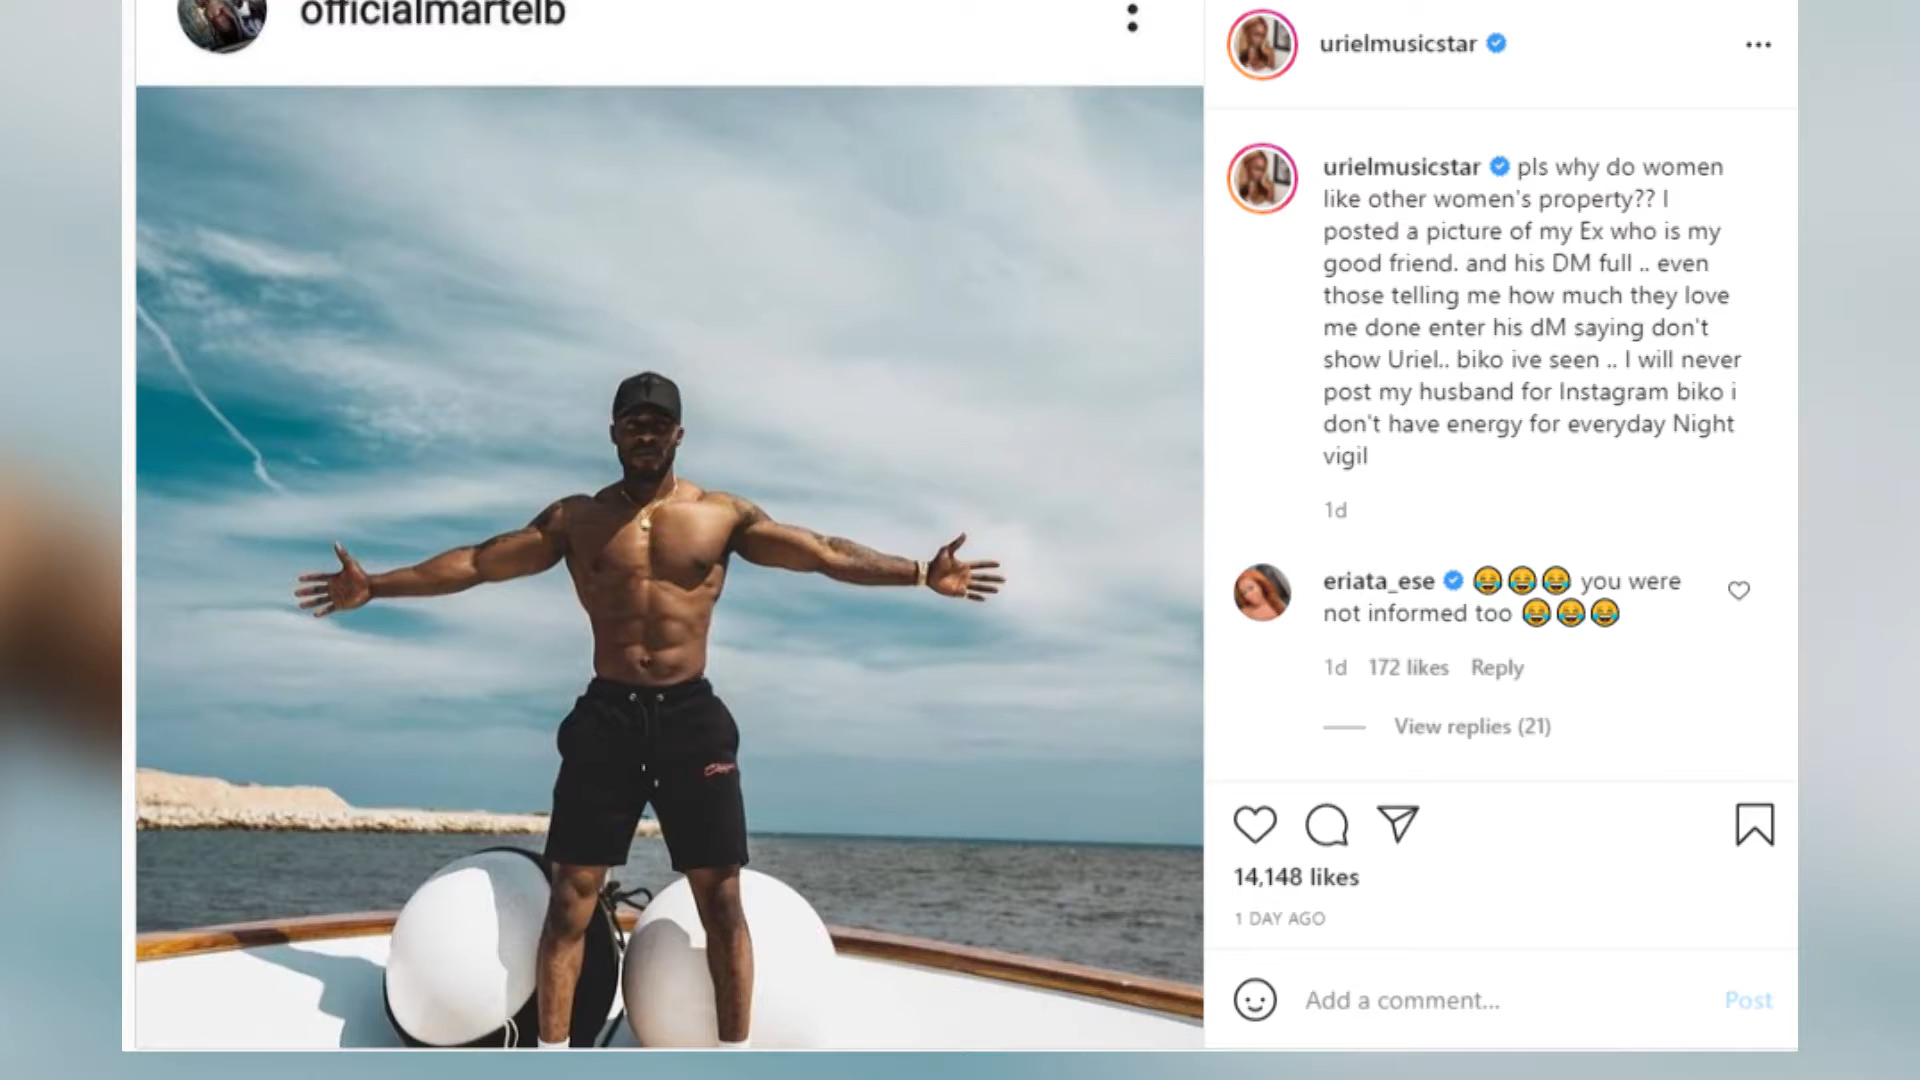 officialmartelb
urielmusicstar
urielmusicstar pls why do women
like other women's property?? I
posted a picture of my Ex who is my
good friend. and his DM full .. even
those telling me how much they love
me done enter his dM saying don't
show Uriel.. biko ive seen .. I will never
post my husband for Instagram biko i
don't have energy for everyday Night
vigil
1d
eriata_ese 😂😂😂 you were
not informed too 😂😂😂
1d 172 likes Reply
View replies (21)
14,148 likes
1 DAY AGO
Add a comment... Post